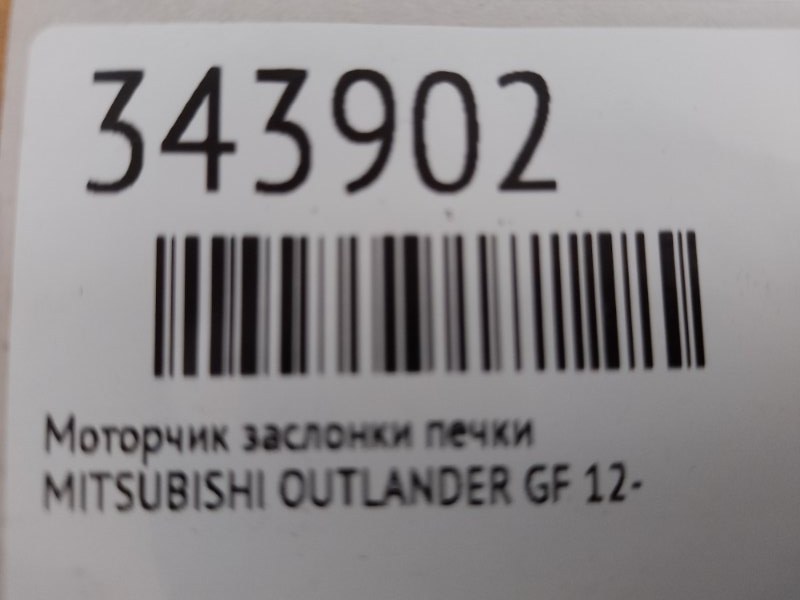 343902
Моторчик заслонки печки
MITSUBISHI OUTLANDER GF 12-